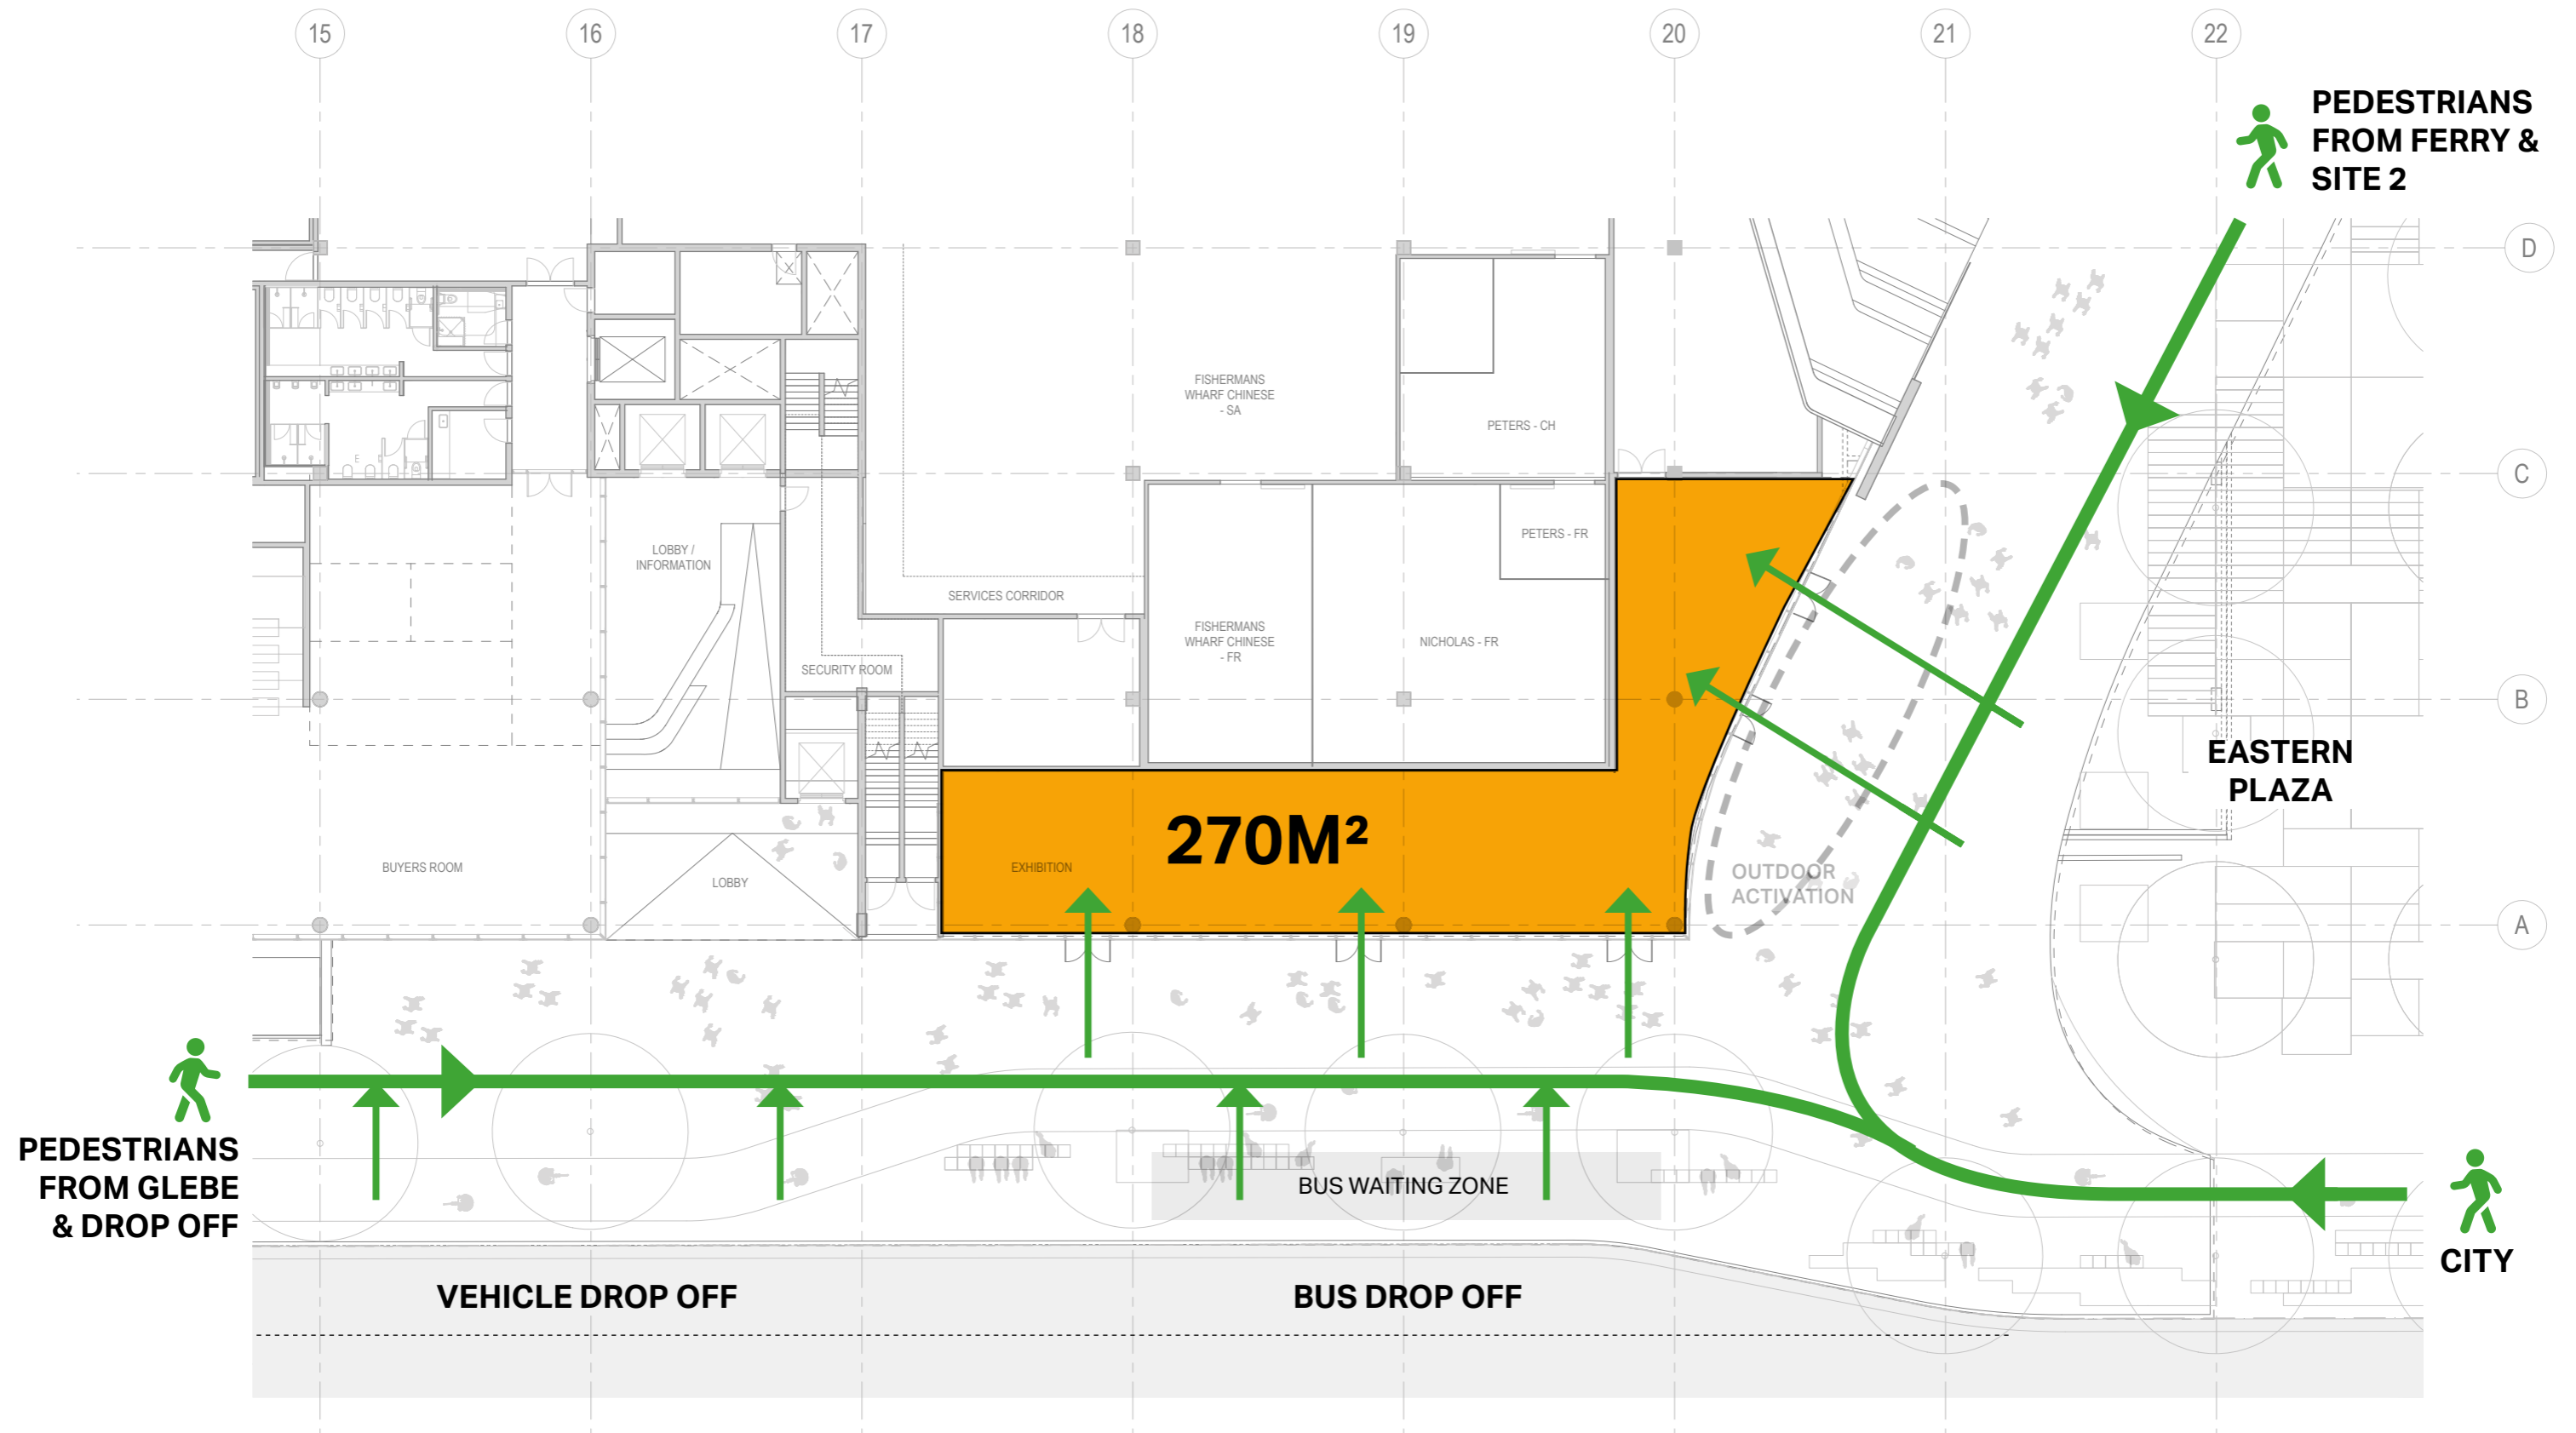 15
16
17
18
19
20
21
22
PEDESTRIANS
FROM FERRY &
SITE 2
D
FISHERMANS
WHARF CHINESE
- SA
PETERS - CH
C
PETERS - FR
LOBBY /
INFORMATION
SERVICES CORRIDOR
FISHERMANS
WHARF CHINESE
- FR
NICHOLAS - FR
SECURITY ROOM
B
EASTERN
PLAZA
270M²
BUYERS ROOM
LOBBY
EXHIBITION
OUTDOOR
ACTIVATION
A
PEDESTRIANS
FROM GLEBE
& DROP OFF
BUS WAITING ZONE
CITY
VEHICLE DROP OFF
BUS DROP OFF